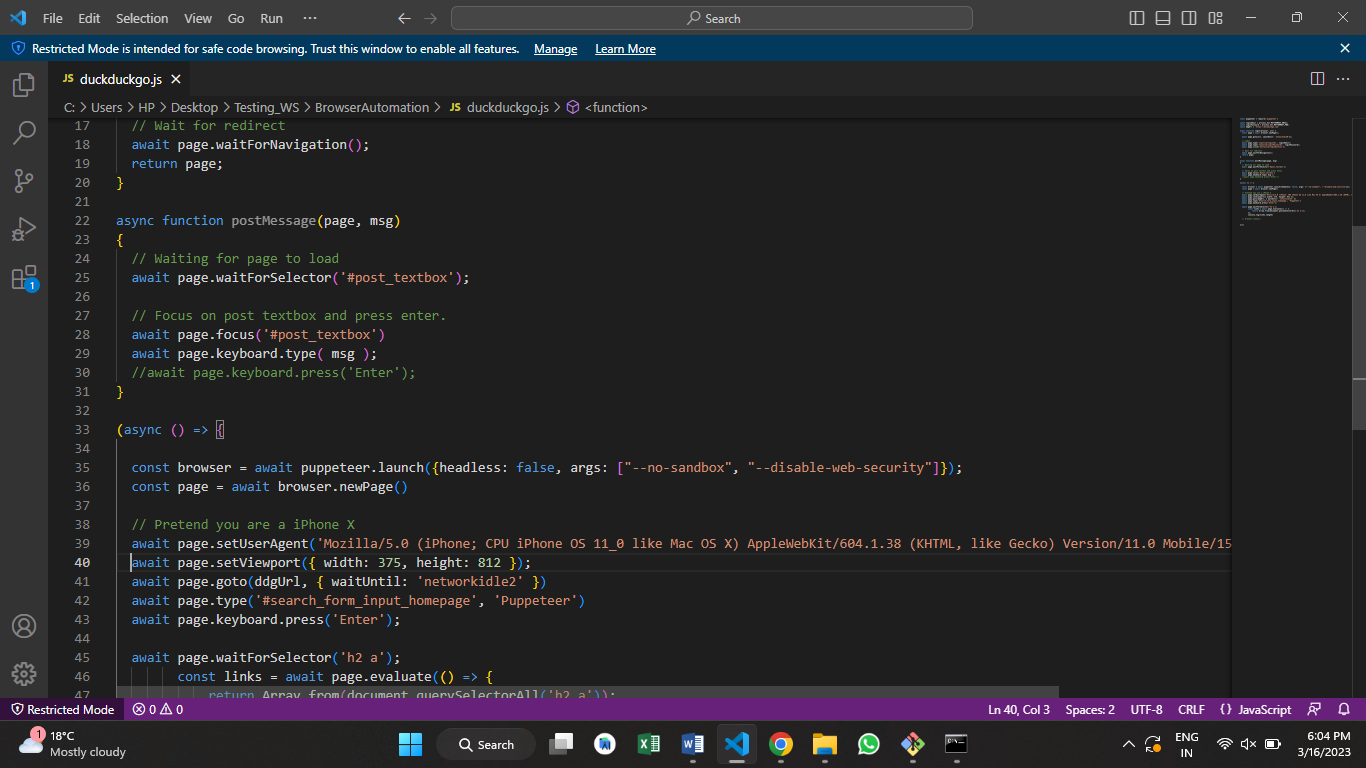 File Edit Selection View Go Run ··· Search
Restricted Mode is intended for safe code browsing. Trust this window to enable all features. Manage Learn More
JS duckduckgo.js
C: > Users > HP > Desktop > Testing_WS > BrowserAutomation > JS duckduckgo.js > <function>
17 // Wait for redirect
18 await page.waitForNavigation();
19 return page;
20 }
21
22 async function postMessage(page, msg)
23 {
24 // Waiting for page to load
25 await page.waitForSelector('#post_textbox');
26
27 // Focus on post textbox and press enter.
28 await page.focus('#post_textbox')
29 await page.keyboard.type( msg );
30 //await page.keyboard.press('Enter');
31 }
32
33 (async () => {
34
35 const browser = await puppeteer.launch({headless: false, args: ["--no-sandbox", "--disable-web-security"]});
36 const page = await browser.newPage()
37
38 // Pretend you are a iPhone X
39 await page.setUserAgent('Mozilla/5.0 (iPhone; CPU iPhone OS 11_0 like Mac OS X) AppleWebKit/604.1.38 (KHTML, like Gecko) Version/11.0 Mobile/15
40 await page.setViewport({ width: 375, height: 812 });
41 await page.goto(ddgUrl, { waitUntil: 'networkidle2' })
42 await page.type('#search_form_input_homepage', 'Puppeteer')
43 await page.keyboard.press('Enter');
44
45 await page.waitForSelector('h2 a');
46 const links = await page.evaluate(() => {
47 return Array.from(document.querySelectorAll('h2 a'));
1
Restricted Mode 0 0 Ln 40, Col 3 Spaces: 2 UTF-8 CRLF {} JavaScript
1
18°C
Mostly cloudy
Search
ENG
IN
6:04 PM
3/16/2023